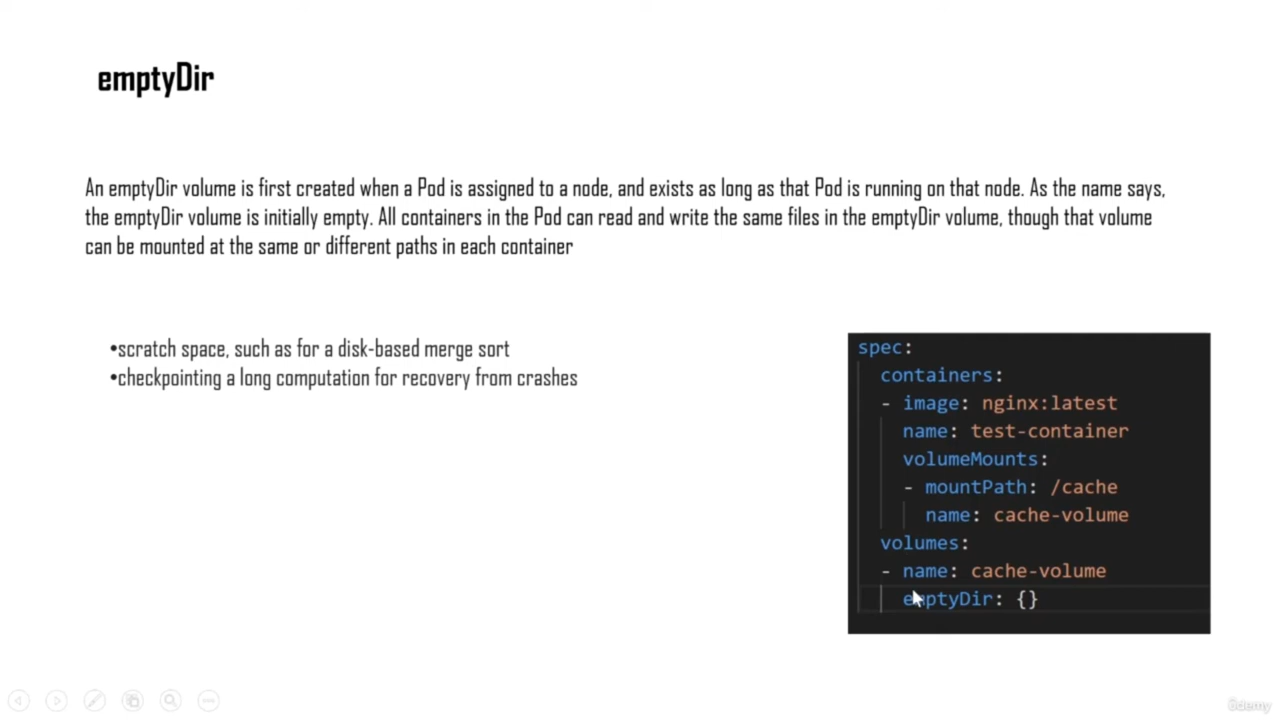 emptyDir
An emptyDir volume is first created when a Pod is assigned to a node, and exists as long as that Pod is running on that node. As the name says,
the emptyDir volume is initially empty. All containers in the Pod can read and write the same files in the emptyDir volume, though that volume
can be mounted at the same or different paths in each container
•scratch space, such as for a disk-based merge sort
•checkpointing a long computation for recovery from crashes
spec:
containers:
- image: nginx:latest
name: test-container
volumeMounts:
- mountPath: /cache
name: cache-volume
volumes:
- name: cache-volume
emptyDir: {}
ûdemy